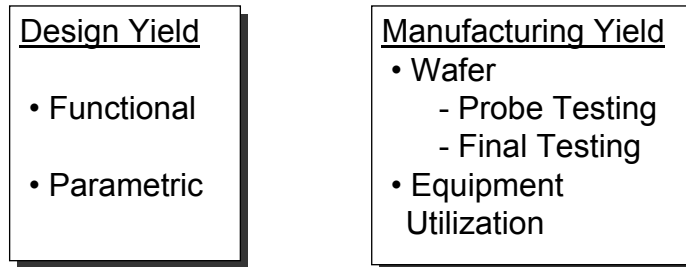 Design Yield
• Functional
• Parametric
Manufacturing Yield
• Wafer
- Probe Testing
- Final Testing
• Equipment
Utilization